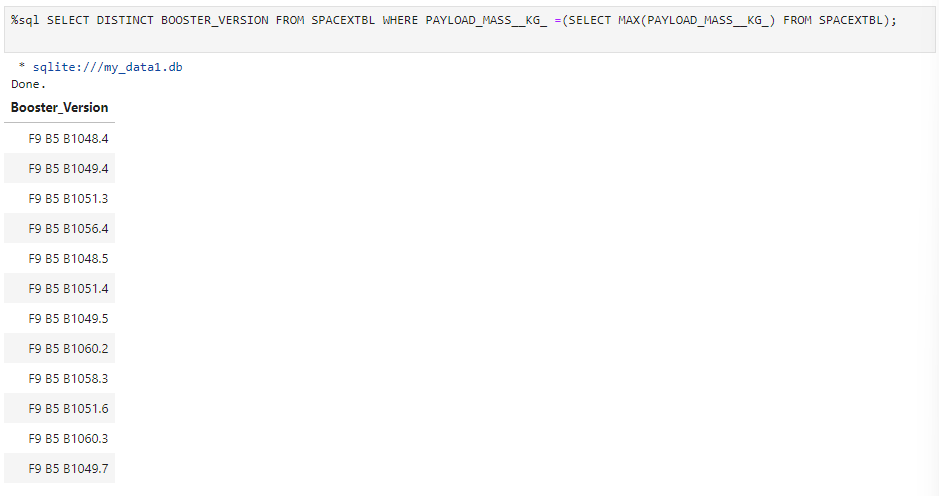 %sql SELECT DISTINCT BOOSTER_VERSION FROM SPACEXTBL WHERE PAYLOAD_MASS__KG_ =(SELECT MAX(PAYLOAD_MASS__KG_) FROM SPACEXTBL);
* sqlite:///my_data1.db
Done.
Booster_Version
F9 B5 B1048.4
F9 B5 B1049.4
F9 B5 B1051.3
F9 B5 B1056.4
F9 B5 B1048.5
F9 B5 B1051.4
F9 B5 B1049.5
F9 B5 B1060.2
F9 B5 B1058.3
F9 B5 B1051.6
F9 B5 B1060.3
F9 B5 B1049.7